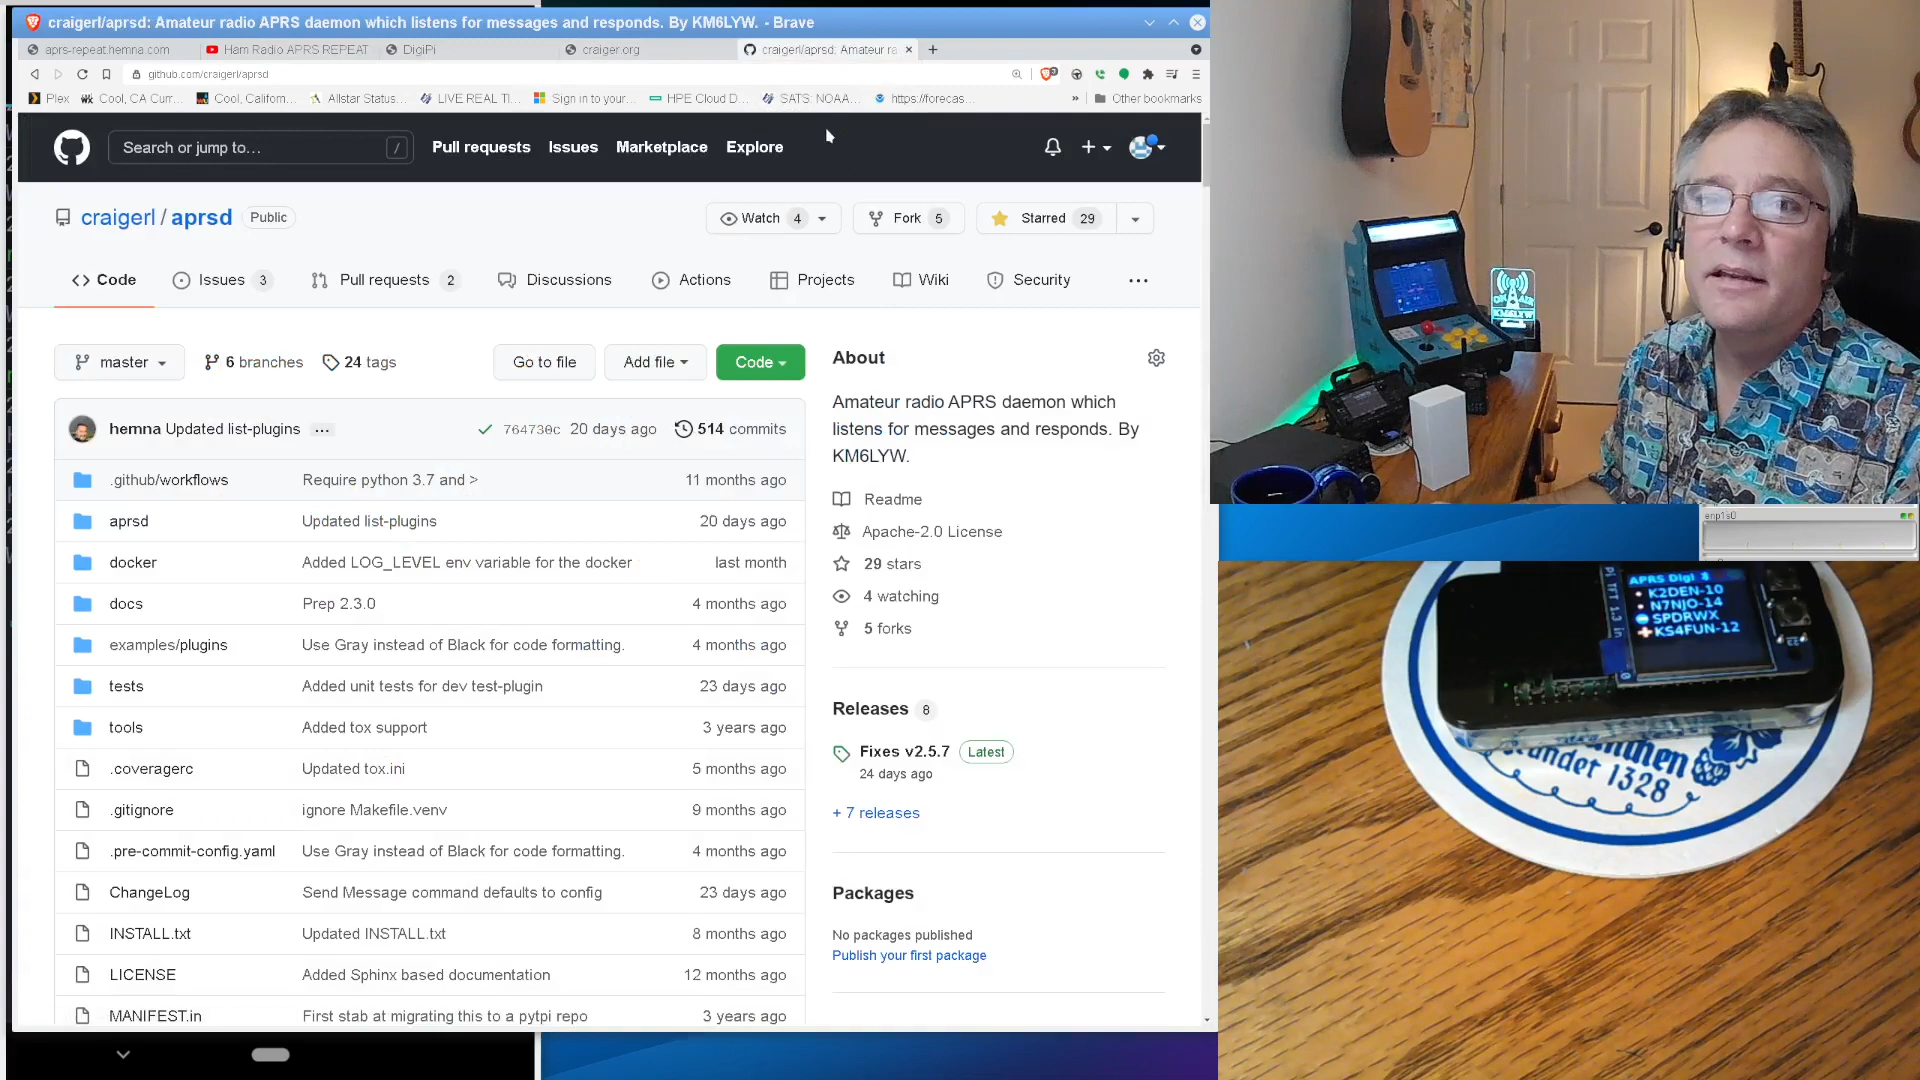 craigerl/aprsd: Amateur radio APRS daemon which listens for messages and responds. By KM6LYW. - Brave
aprs-repeat.hemna.com
Ham Radio APRS REPEAT
DigiPi
craiger.org
craigerl/aprsd: Amateur ra
github.com/craigerl/aprsd
Plex
Cool, CA Curr...
Cool, Californ...
Allstar Status...
LIVE REAL TI...
Sign in to your...
HPE Cloud D...
SATS: NOAA...
https://forecas...
Other bookmarks
Search or jump to...
/
Pull requests
Issues
Marketplace
Explore
craigerl / aprsd
Public
Watch 4
Fork 5
Starred 29
Code
Issues 3
Pull requests 2
Discussions
Actions
Projects
Wiki
Security
...
master
6 branches
24 tags
Go to file
Add file
Code
hemna Updated list-plugins ...
764730c 20 days ago
514 commits
.github/workflows Require python 3.7 and > 11 months ago
aprsd Updated list-plugins 20 days ago
docker Added LOG_LEVEL env variable for the docker last month
docs Prep 2.3.0 4 months ago
examples/plugins Use Gray instead of Black for code formatting. 4 months ago
tests Added unit tests for dev test-plugin 23 days ago
tools Added tox support 3 years ago
.coveragerc Updated tox.ini 5 months ago
.gitignore ignore Makefile.venv 9 months ago
.pre-commit-config.yaml Use Gray instead of Black for code formatting. 4 months ago
ChangeLog Send Message command defaults to config 23 days ago
INSTALL.txt Updated INSTALL.txt 8 months ago
LICENSE Added Sphinx based documentation 12 months ago
MANIFEST.in First stab at migrating this to a pytpi repo 3 years ago
About
Amateur radio APRS daemon which
listens for messages and responds. By
KM6LYW.
Readme
Apache-2.0 License
29 stars
4 watching
5 forks
Releases 8
Fixes v2.5.7 Latest
24 days ago
+ 7 releases
Packages
No packages published
Publish your first package
ON AIR
KM6LYW
enp1s0
APRS Digi
K2DEN-10
N7NJO-14
SPDRWX
KS4FUN-12
1328